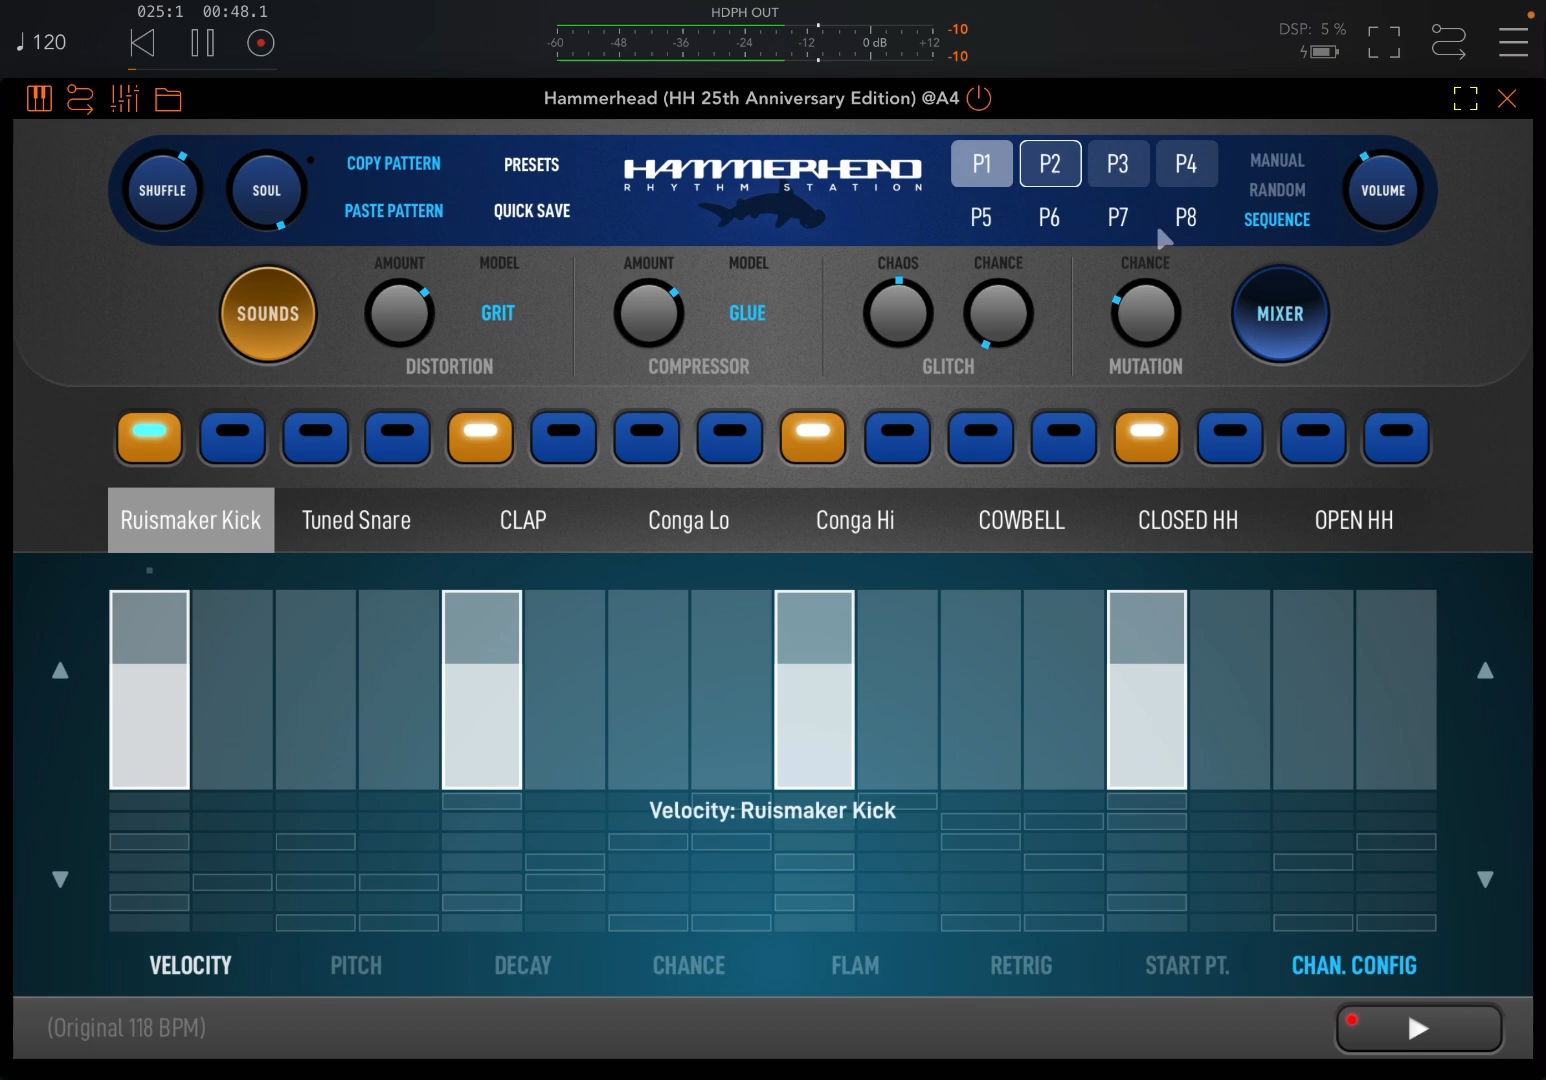 025:1 00:48.1
120
HDPH OUT
-60 -48 -36 -24 -12 0 dB +12
-10
-10
DSP: 5 %
Hammerhead (HH 25th Anniversary Edition) @A4
SHUFFLE
SOUL
COPY PATTERN
PASTE PATTERN
PRESETS
QUICK SAVE
HAMMERHEAD
RHYTHM STATION
P1 P2 P3 P4
P5 P6 P7 P8
MANUAL
RANDOM
SEQUENCE
VOLUME
SOUNDS
AMOUNT MODEL
GRIT
DISTORTION
AMOUNT MODEL
GLUE
COMPRESSOR
CHAOS CHANCE
GLITCH
CHANCE
MUTATION
MIXER
Ruismaker Kick Tuned Snare CLAP Conga Lo Conga Hi COWBELL CLOSED HH OPEN HH
Velocity: Ruismaker Kick
VELOCITY PITCH DECAY CHANCE FLAM RETRIG START PT. CHAN. CONFIG
(Original 118 BPM)